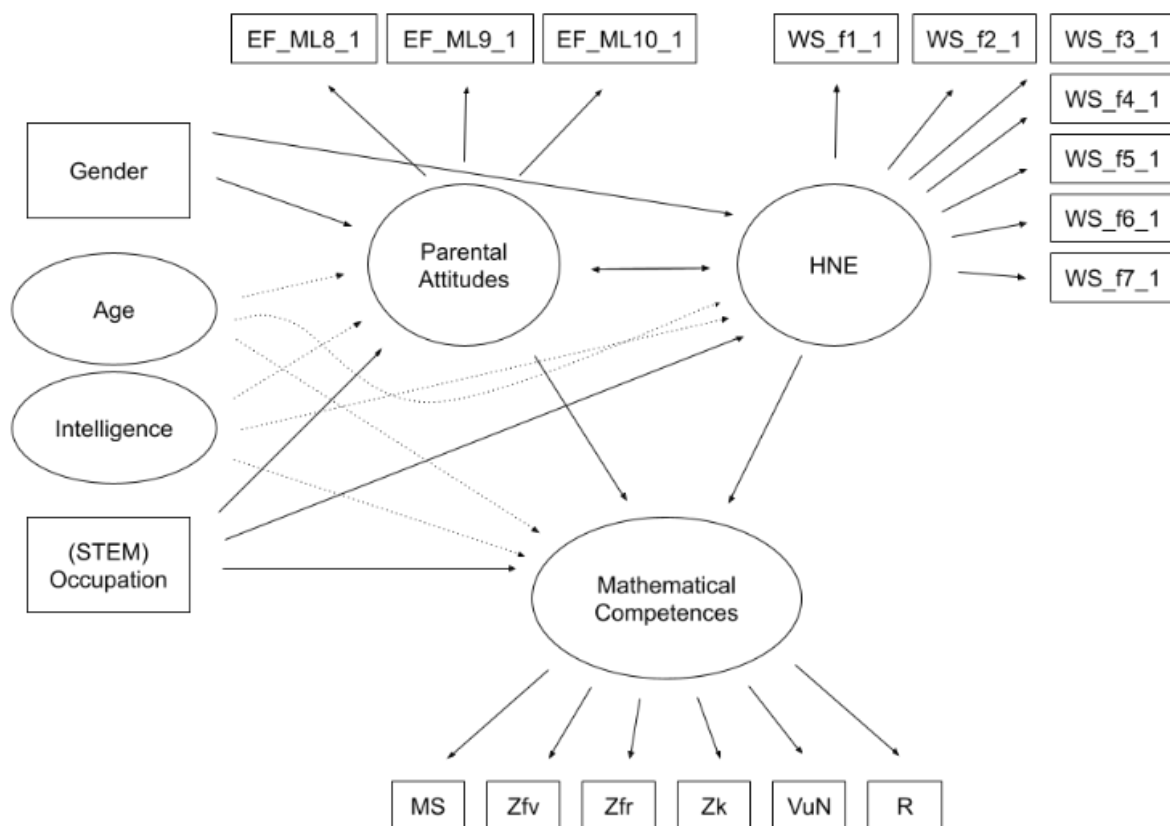 EF_ML8_1
EF_ML9_1
EF_ML10_1
WS_f1_1
WS_f2_1
WS_f3_1
WS_f4_1
WS_f5_1
WS_f6_1
WS_f7_1
Gender
Parental
Attitudes
HNE
Age
Intelligence
(STEM)
Occupation
Mathematical
Competences
MS
Zfv
Zfr
Zk
VuN
R